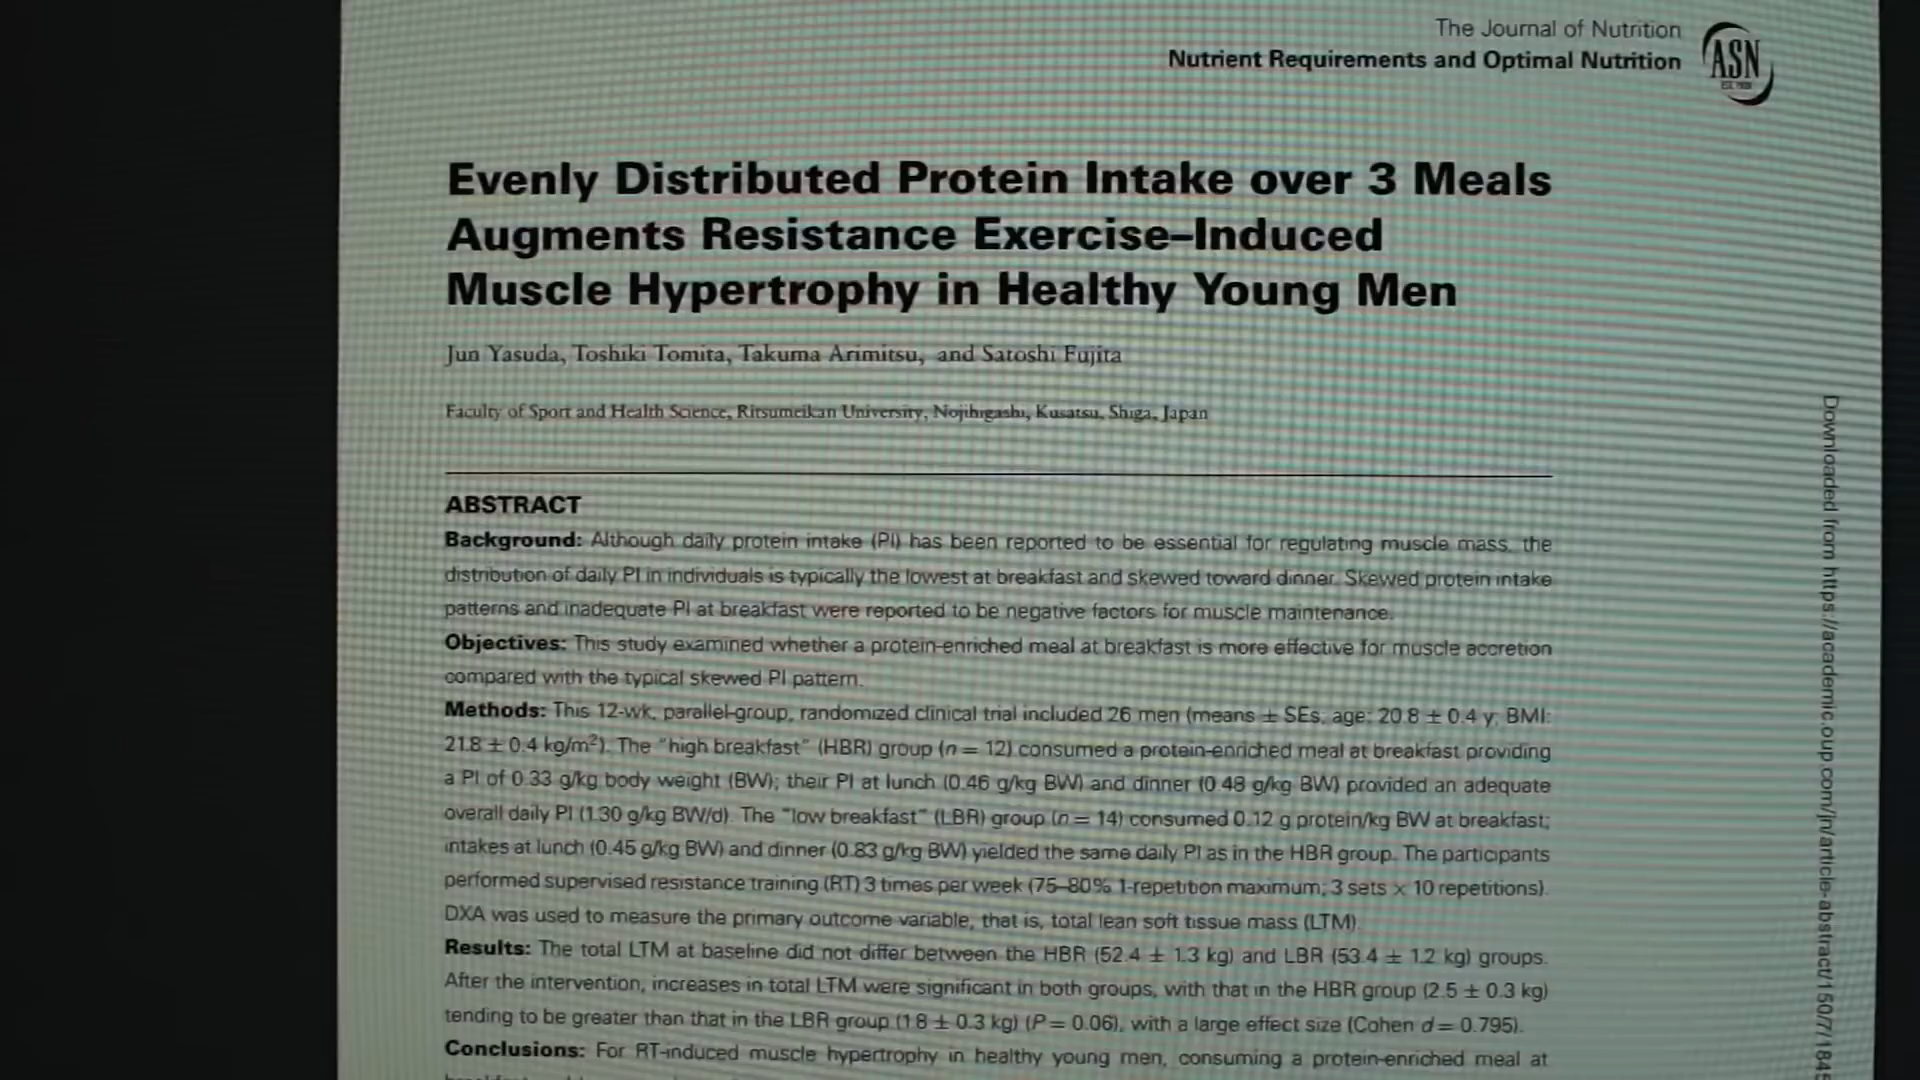 The Journal of Nutrition
Nutrient Requirements and Optimal Nutrition
ASN
Evenly Distributed Protein Intake over 3 Meals
Augments Resistance Exercise–Induced
Muscle Hypertrophy in Healthy Young Men
Jun Yasuda, Toshiki Tomita, Takuma Arimitsu, and Satoshi Fujita
Faculty of Sport and Health Science, Ritsumeikan University, Nojihigashi, Kusatsu, Shiga, Japan
ABSTRACT
Background: Although daily protein intake (PI) has been reported to be essential for regulating muscle mass, the
distribution of daily PI in individuals is typically the lowest at breakfast and skewed toward dinner. Skewed protein intake
patterns and inadequate PI at breakfast were reported to be negative factors for muscle maintenance.
Objectives: This study examined whether a protein-enriched meal at breakfast is more effective for muscle accretion
compared with the typical skewed PI pattern.
Methods: This 12-wk, parallel-group, randomized clinical trial included 26 men (means ± SEs; age: 20.8 ± 0.4 y; BMI:
21.8 ± 0.4 kg/m²). The “high breakfast” (HBR) group (n = 12) consumed a protein-enriched meal at breakfast providing
a PI of 0.33 g/kg body weight (BW); their PI at lunch (0.46 g/kg BW) and dinner (0.48 g/kg BW) provided an adequate
overall daily PI (1.30 g/kg BW/d). The “low breakfast” (LBR) group (n = 14) consumed 0.12 g protein/kg BW at breakfast;
intakes at lunch (0.45 g/kg BW) and dinner (0.83 g/kg BW) yielded the same daily PI as in the HBR group. The participants
performed supervised resistance training (RT) 3 times per week (75–80% 1-repetition maximum; 3 sets × 10 repetitions).
DXA was used to measure the primary outcome variable, that is, total lean soft tissue mass (LTM).
Results: The total LTM at baseline did not differ between the HBR (52.4 ± 1.3 kg) and LBR (53.4 ± 1.2 kg) groups.
After the intervention, increases in total LTM were significant in both groups, with that in the HBR group (2.5 ± 0.3 kg)
tending to be greater than that in the LBR group (1.8 ± 0.3 kg) (P = 0.06), with a large effect size (Cohen d = 0.795).
Conclusions: For RT-induced muscle hypertrophy in healthy young men, consuming a protein-enriched meal at
Downloaded from https://academic.oup.com/jn/article-abstract/150/7/1845